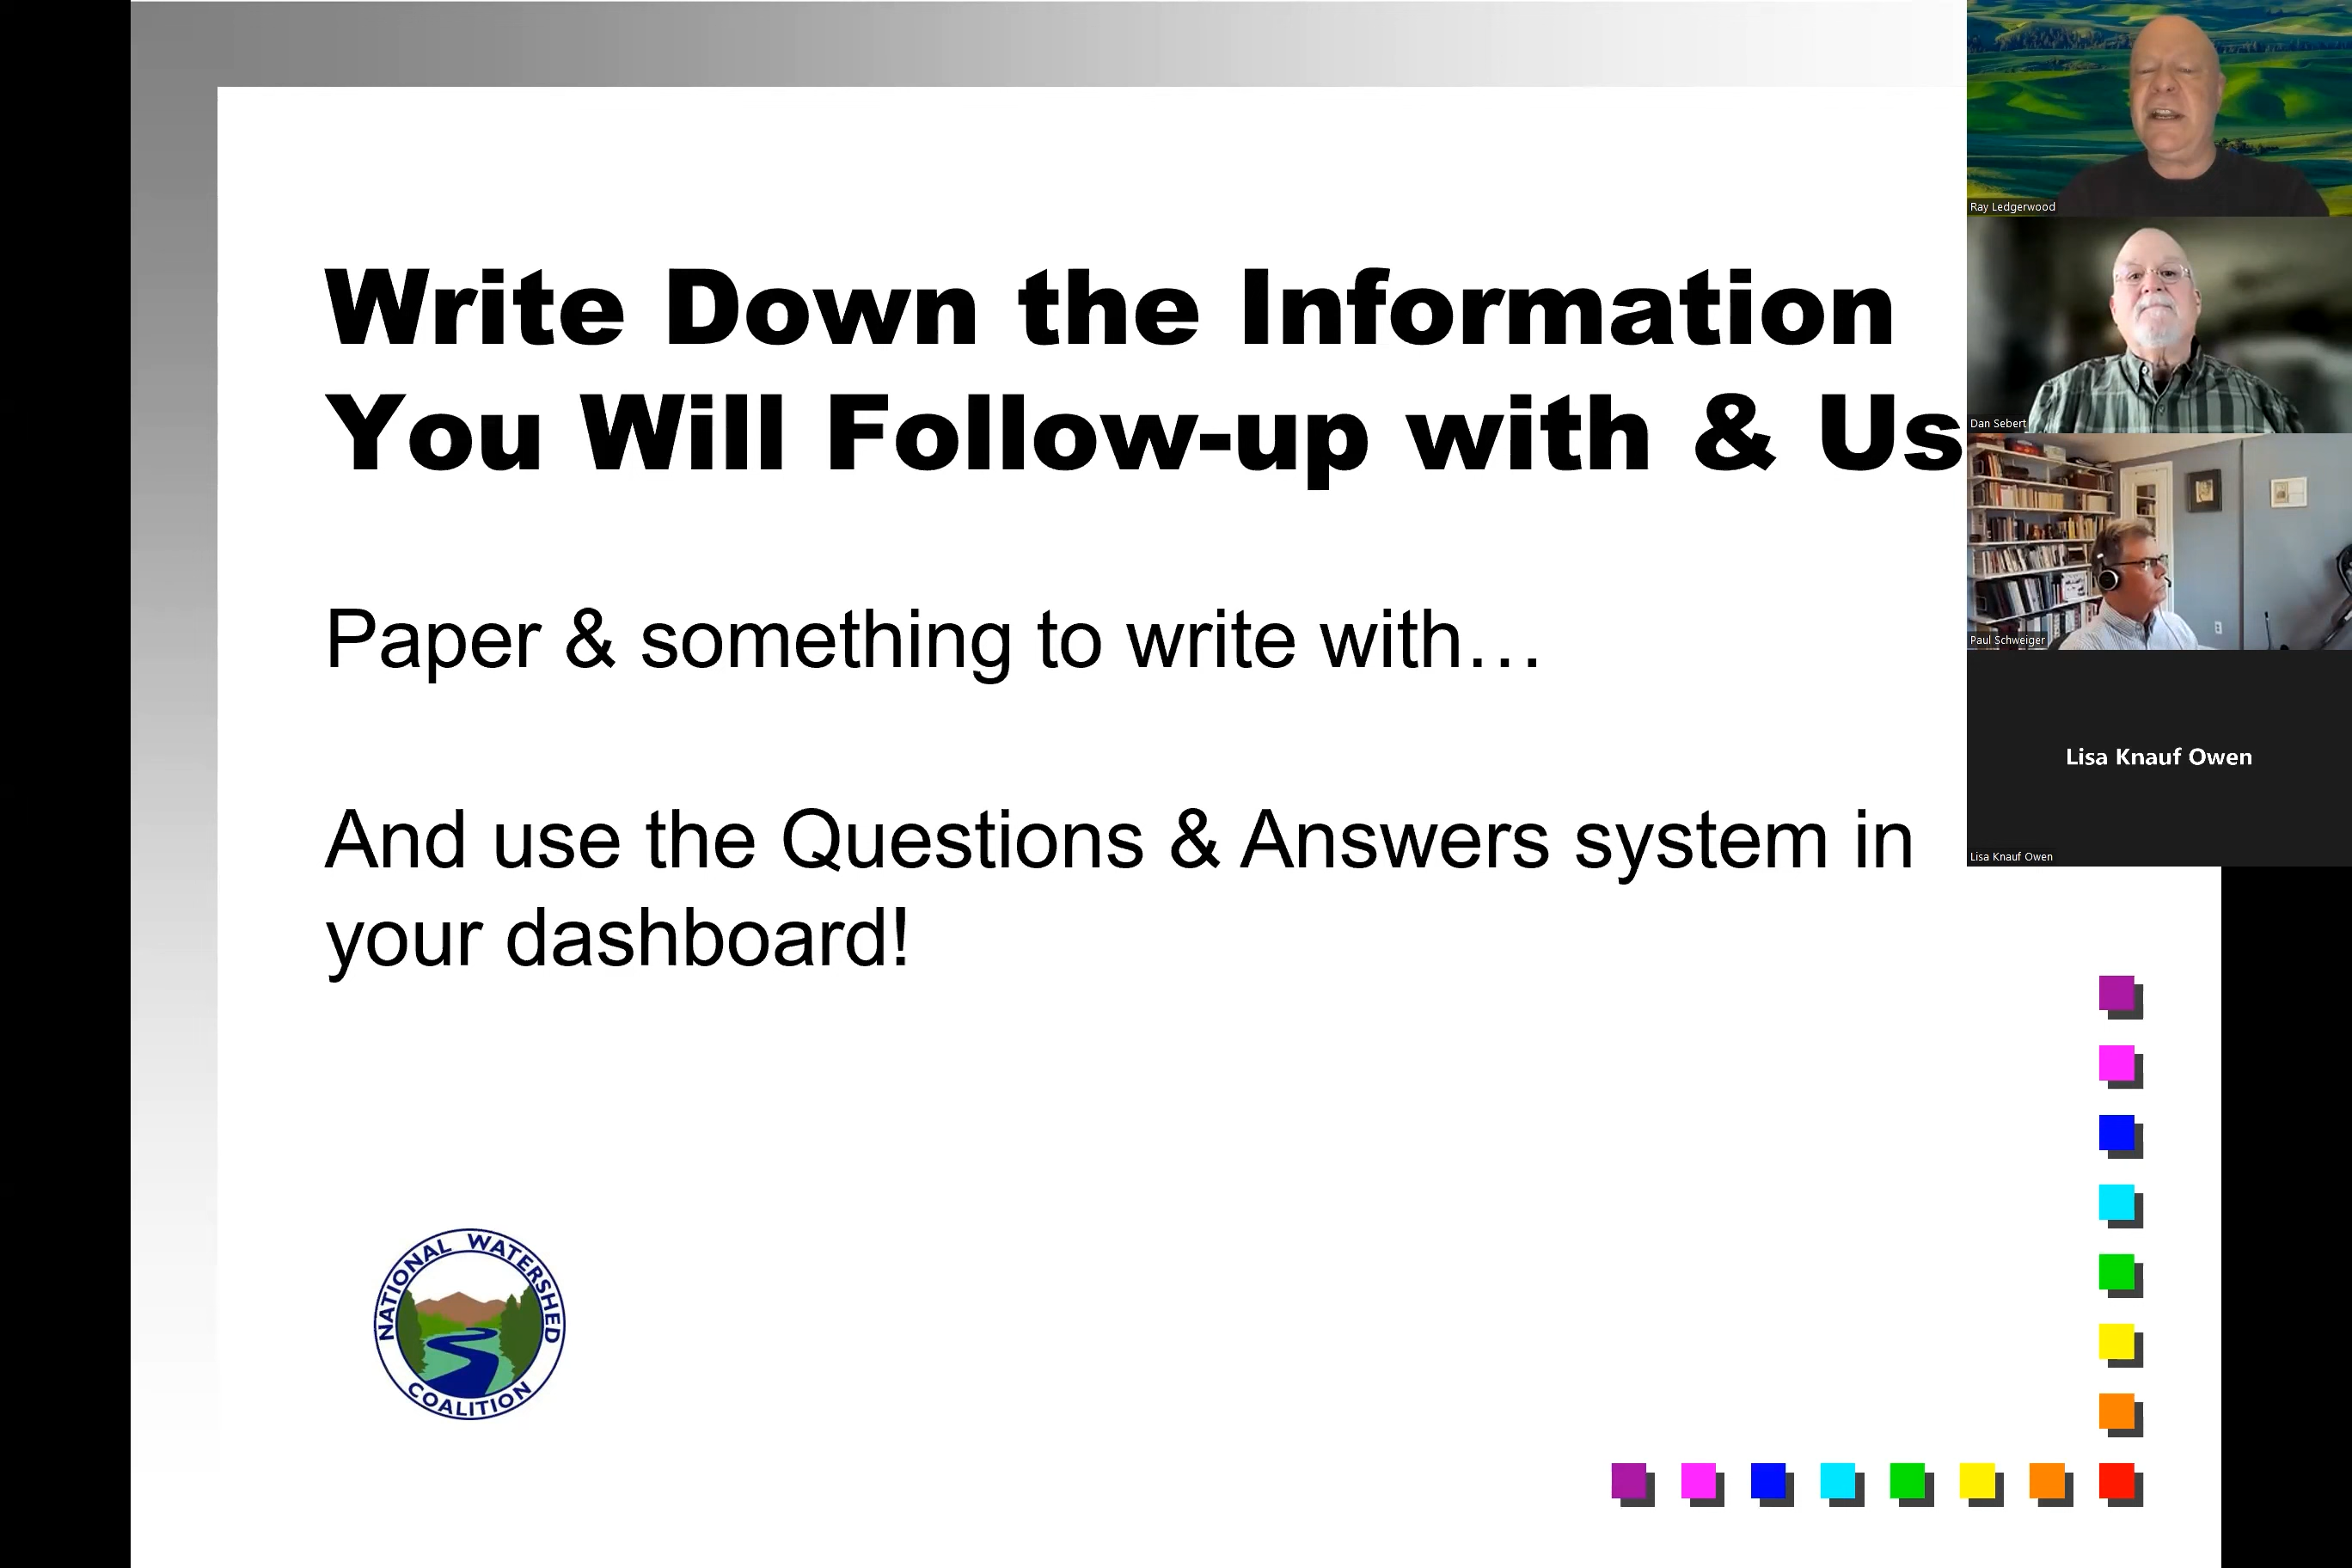 Write Down the Information
You Will Follow-up with & Us
Paper & something to write with…
And use the Questions & Answers system in
your dashboard!
NATIONAL WATERSHED
COALITION
Ray Ledgerwood
Dan Sebert
Paul Schweiger
Lisa Knauf Owen
Lisa Knauf Owen